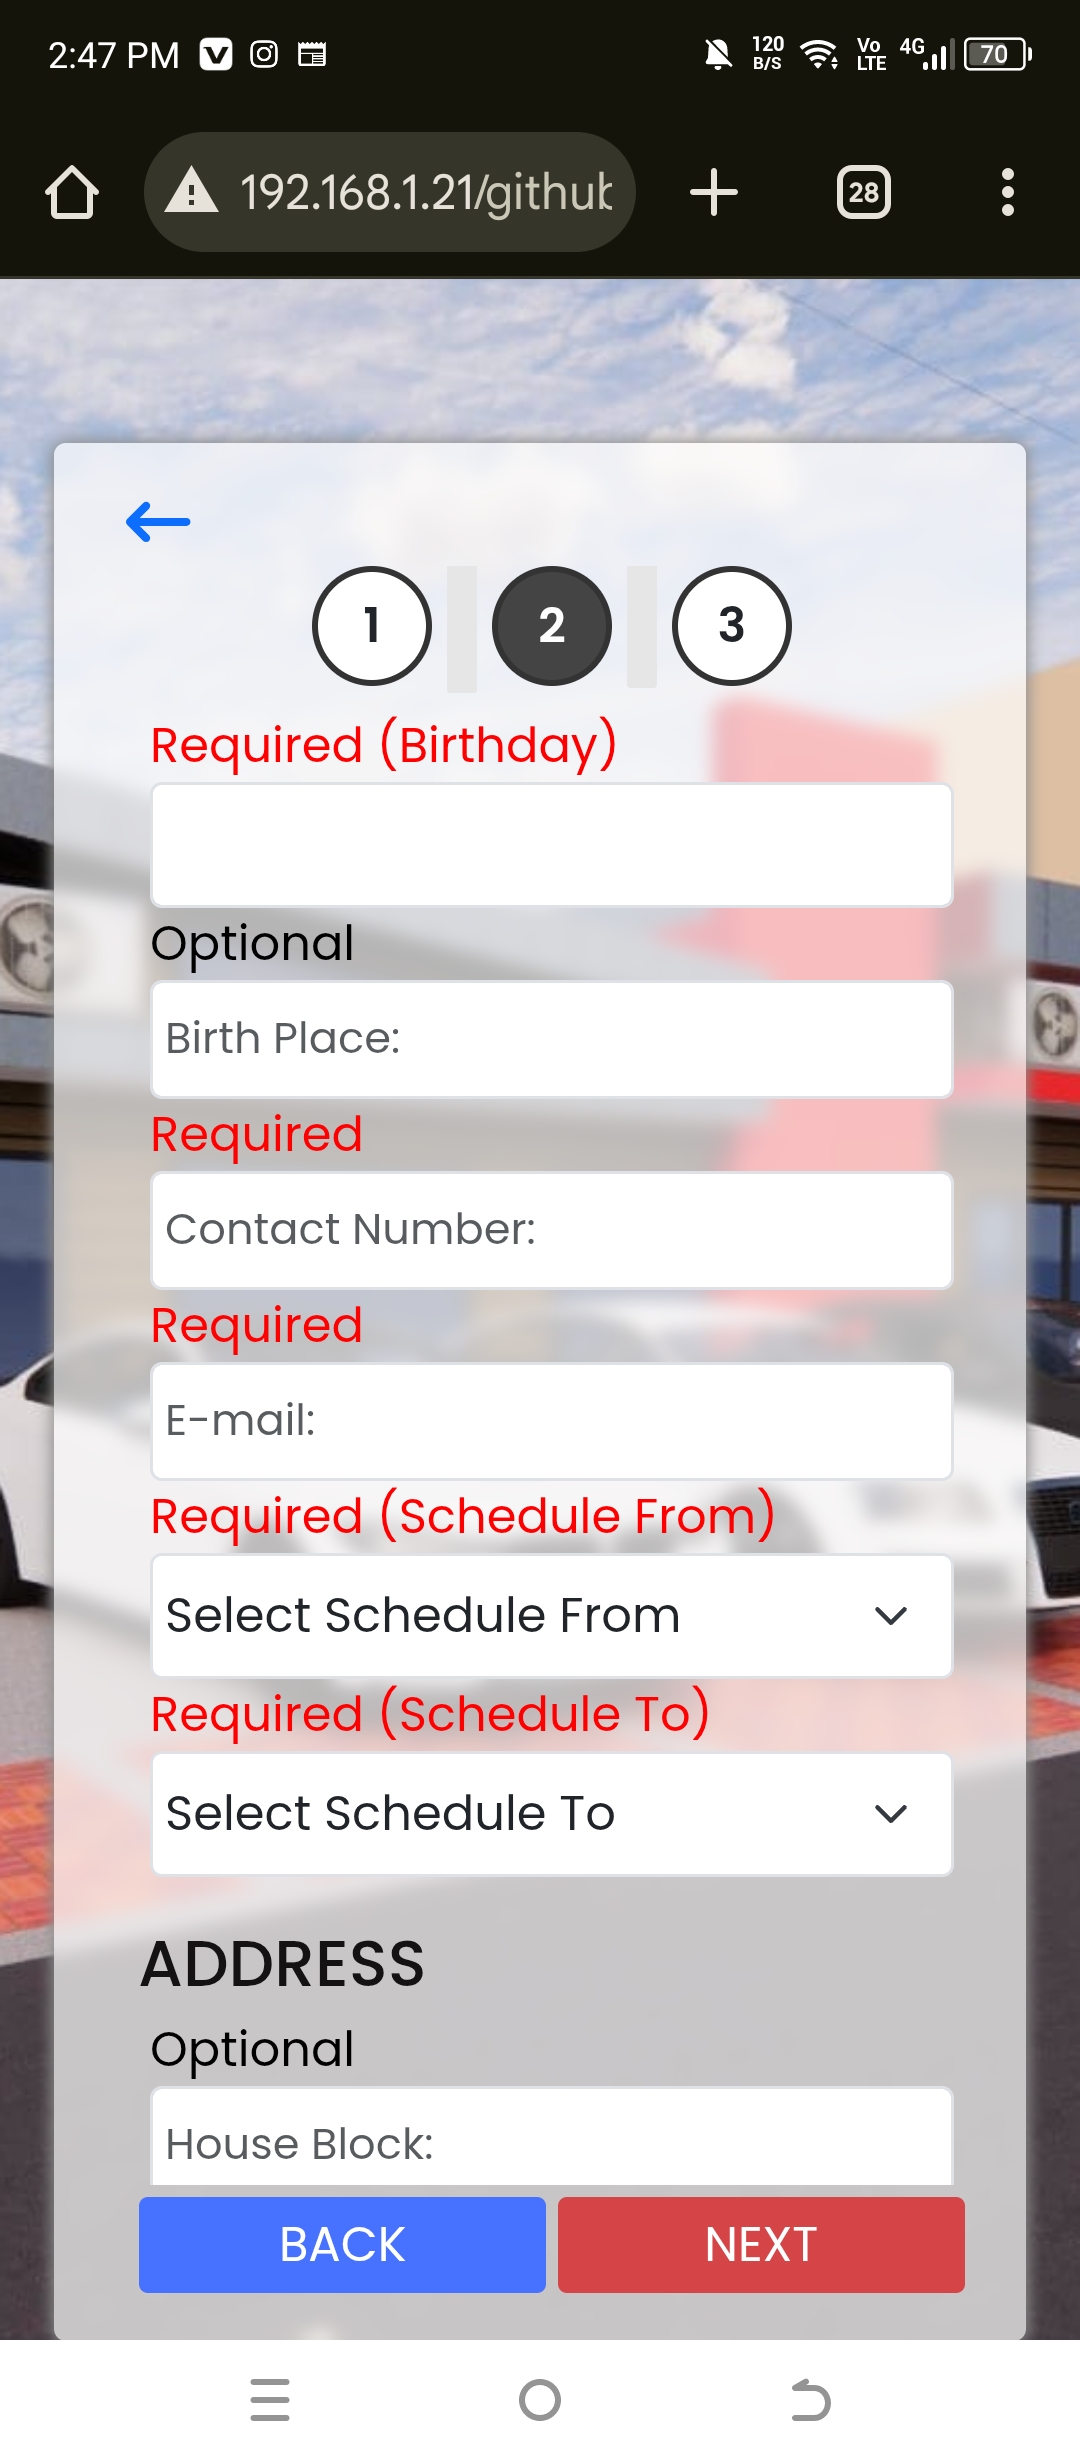 2:47 PM
120 B/S
Vo LTE
4G
70
192.168.1.21/github
28
1
2
3
Required (Birthday)
Optional
Birth Place:
Required
Contact Number:
Required
E-mail:
Required (Schedule From)
Select Schedule From
Required (Schedule To)
Select Schedule To
ADDRESS
Optional
House Block:
BACK
NEXT